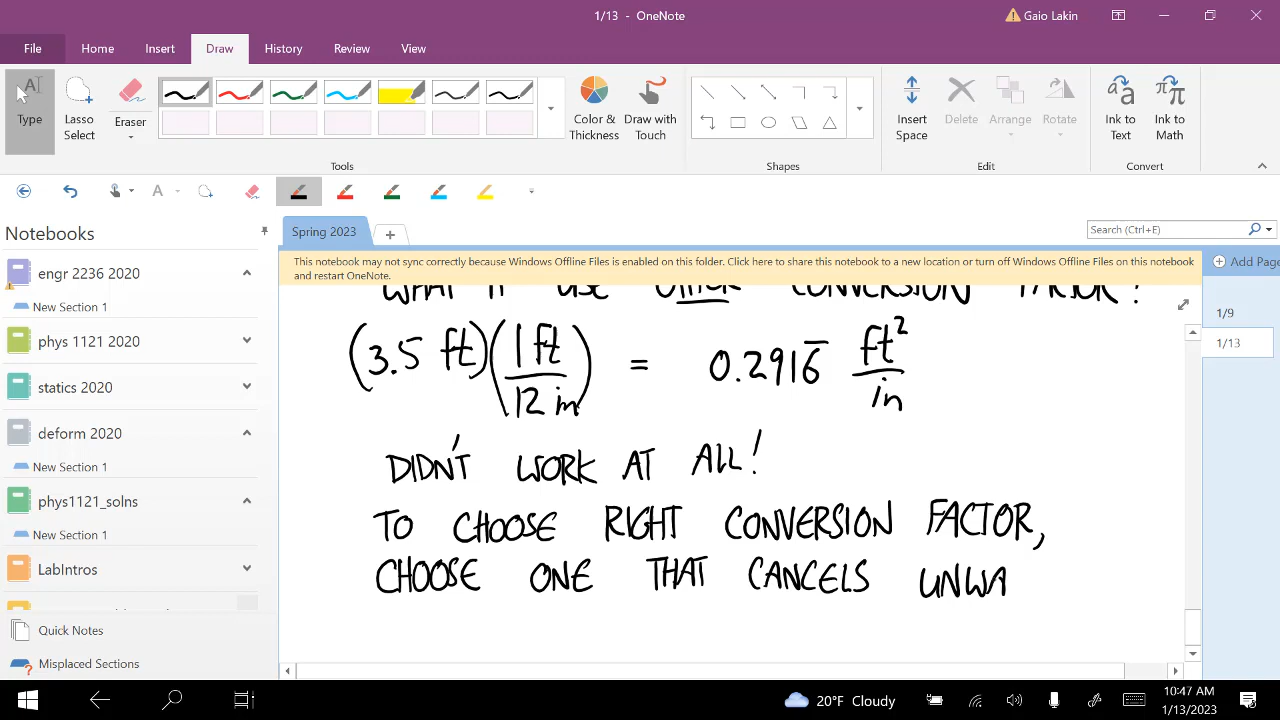 1/13 - OneNote
Gaio Lakin
File Home Insert Draw History Review View
Type
Lasso Select
Eraser
Color & Thickness
Draw with Touch
Insert Space
Delete
Arrange
Rotate
Ink to Text
Ink to Math
Tools
Shapes
Edit
Convert
Notebooks
Spring 2023
Search (Ctrl+E)
This notebook may not sync correctly because Windows Offline Files is enabled on this folder. Click here to share this notebook to a new location or turn off Windows Offline Files on this notebook
and restart OneNote.
Add Page
1/9
1/13
engr 2236 2020
New Section 1
phys 1121 2020
statics 2020
deform 2020
New Section 1
phys1121_solns
New Section 1
LabIntros
Quick Notes
Misplaced Sections
WHAT IF USE OTHER CONVERSION FACTOR?
(3.5 ft)(1 ft/12 in) = 0.2916̅ ft²/in
DIDN'T WORK AT ALL!
TO CHOOSE RIGHT CONVERSION FACTOR,
CHOOSE ONE THAT CANCELS UNWA
20°F Cloudy
10:47 AM
1/13/2023